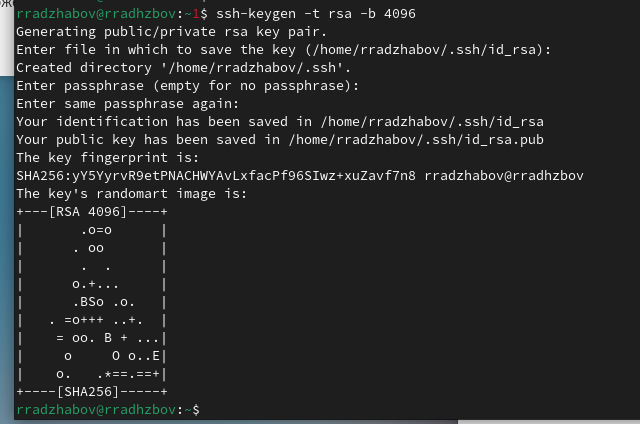 rradzhabov@rradhzbov:~1$ ssh-keygen -t rsa -b 4096
Generating public/private rsa key pair.
Enter file in which to save the key (/home/rradzhabov/.ssh/id_rsa):
Created directory '/home/rradzhabov/.ssh'.
Enter passphrase (empty for no passphrase):
Enter same passphrase again:
Your identification has been saved in /home/rradzhabov/.ssh/id_rsa
Your public key has been saved in /home/rradzhabov/.ssh/id_rsa.pub
The key fingerprint is:
SHA256:yY5YyrvR9etPNACHWYAvLxfacPf96SIwz+xuZavf7n8 rradzhabov@rradhzbov
The key's randomart image is:
+---[RSA 4096]----+
|       .o=o      |
|      . oo       |
|       .  .      |
|      o.+...     |
|      .BSo .o.   |
|   . =o+++ ..+.  |
|    = oo. B + ...|
|     o     O o..E|
|    o.   .*==.==+|
+----[SHA256]-----+
rradzhabov@rradhzbov:~$